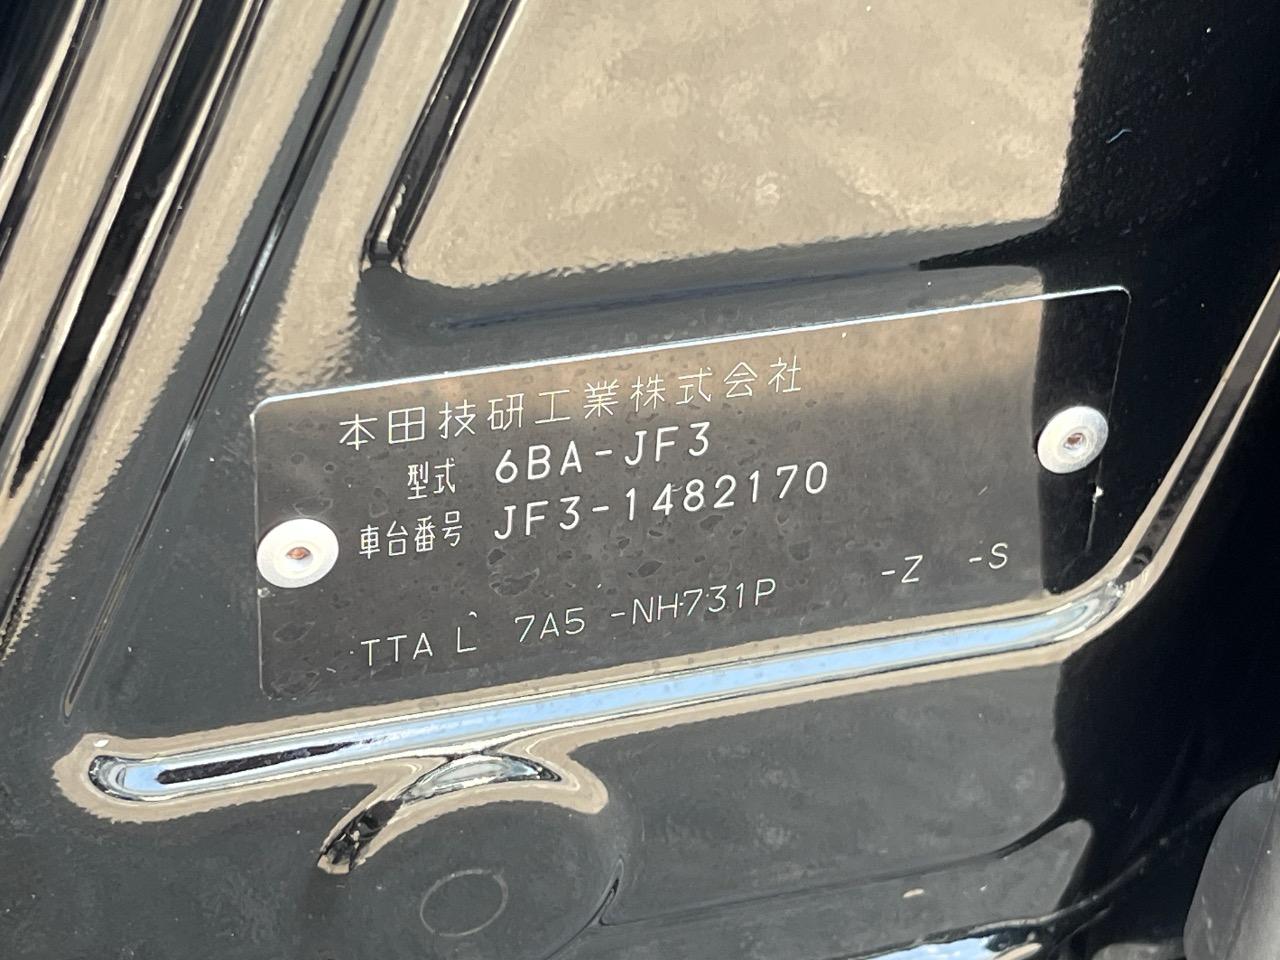 本田技研工業株式会社
型式 6BA-JF3
車台番号 JF3-1482170
TTA L 7A5 -NH731P -Z -S